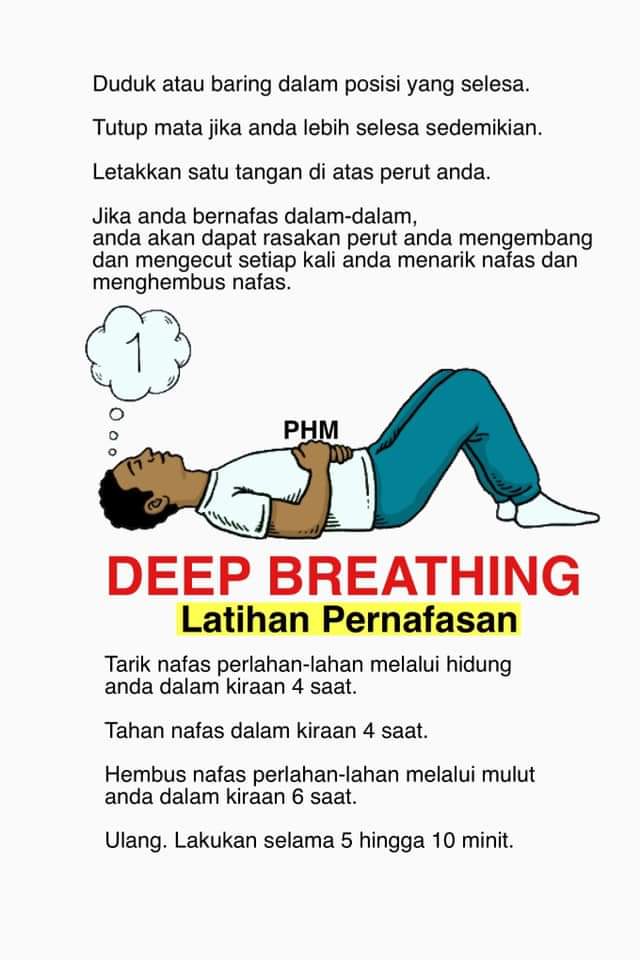 Duduk atau baring dalam posisi yang selesa.
Tutup mata jika anda lebih selesa sedemikian.
Letakkan satu tangan di atas perut anda.
Jika anda bernafas dalam-dalam,
anda akan dapat rasakan perut anda mengembang
dan mengecut setiap kali anda menarik nafas dan
menghembus nafas.
1
PHM
DEEP BREATHING
Latihan Pernafasan
Tarik nafas perlahan-lahan melalui hidung
anda dalam kiraan 4 saat.
Tahan nafas dalam kiraan 4 saat.
Hembus nafas perlahan-lahan melalui mulut
anda dalam kiraan 6 saat.
Ulang. Lakukan selama 5 hingga 10 minit.